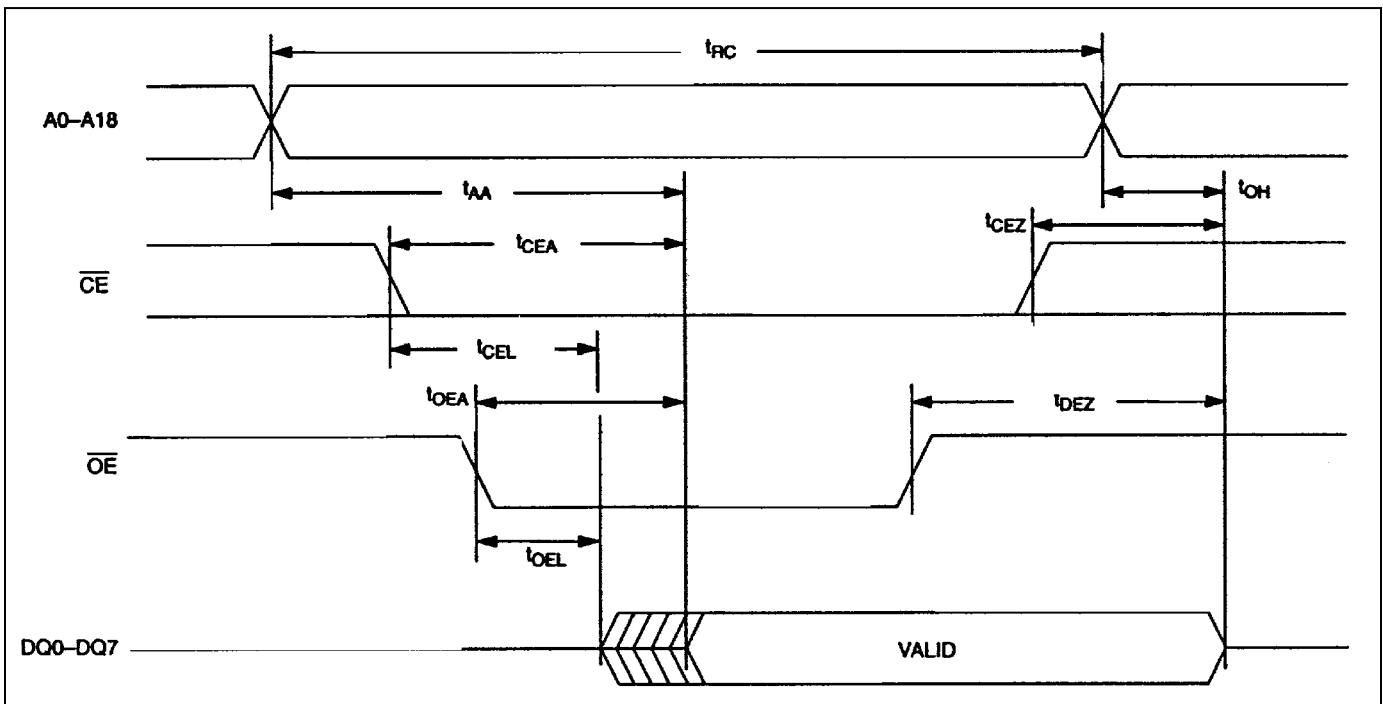 tRC
A0–A18
tAA
tOH
tCEZ
tCEA
CE
tCEL
tOEA
tDEZ
OE
tOEL
DQ0–DQ7
VALID